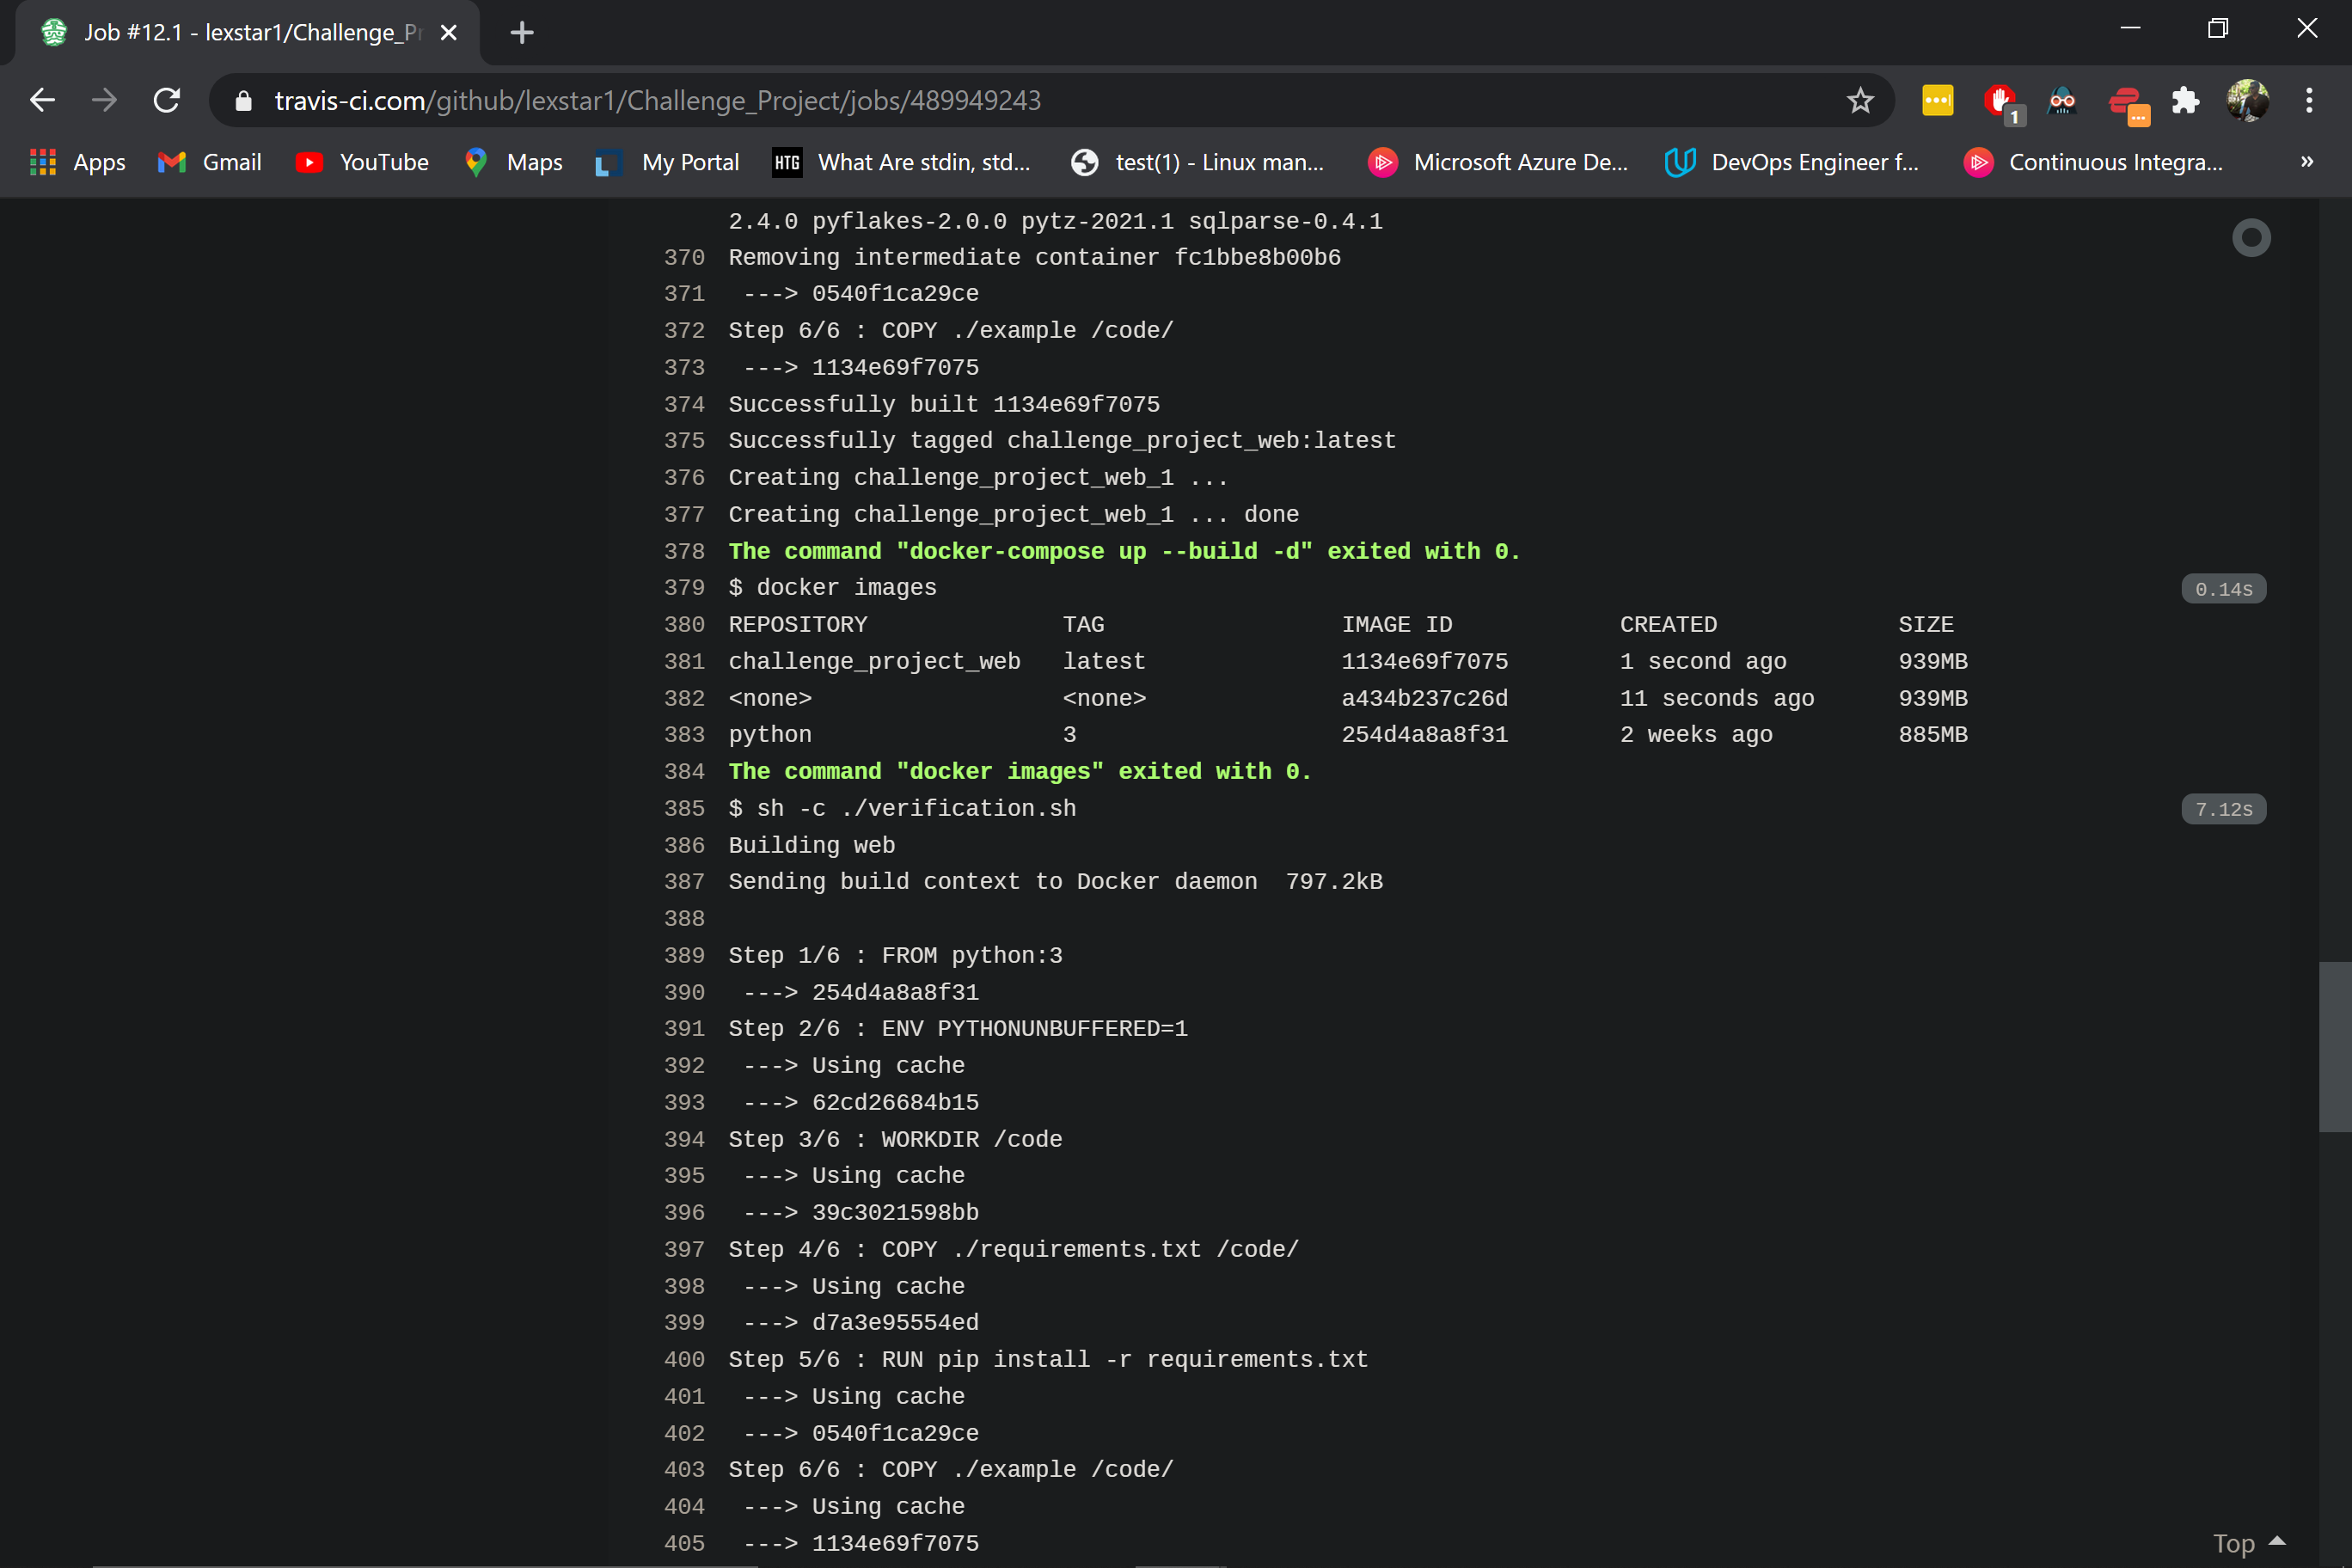 Job #12.1 - lexstar1/Challenge_Pr
travis-ci.com/github/lexstar1/Challenge_Project/jobs/489949243
1
Apps Gmail YouTube Maps My Portal HTG What Are stdin, std... test(1) - Linux man... Microsoft Azure De... DevOps Engineer f... Continuous Integra... »
2.4.0 pyflakes-2.0.0 pytz-2021.1 sqlparse-0.4.1
370 Removing intermediate container fc1bbe8b00b6
371 ---> 0540f1ca29ce
372 Step 6/6 : COPY ./example /code/
373 ---> 1134e69f7075
374 Successfully built 1134e69f7075
375 Successfully tagged challenge_project_web:latest
376 Creating challenge_project_web_1 ...
377 Creating challenge_project_web_1 ... done
378 The command "docker-compose up --build -d" exited with 0.
379 $ docker images 0.14s
380 REPOSITORY TAG IMAGE ID CREATED SIZE
381 challenge_project_web latest 1134e69f7075 1 second ago 939MB
382 <none> <none> a434b237c26d 11 seconds ago 939MB
383 python 3 254d4a8a8f31 2 weeks ago 885MB
384 The command "docker images" exited with 0.
385 $ sh -c ./verification.sh 7.12s
386 Building web
387 Sending build context to Docker daemon 797.2kB
388
389 Step 1/6 : FROM python:3
390 ---> 254d4a8a8f31
391 Step 2/6 : ENV PYTHONUNBUFFERED=1
392 ---> Using cache
393 ---> 62cd26684b15
394 Step 3/6 : WORKDIR /code
395 ---> Using cache
396 ---> 39c3021598bb
397 Step 4/6 : COPY ./requirements.txt /code/
398 ---> Using cache
399 ---> d7a3e95554ed
400 Step 5/6 : RUN pip install -r requirements.txt
401 ---> Using cache
402 ---> 0540f1ca29ce
403 Step 6/6 : COPY ./example /code/
404 ---> Using cache
405 ---> 1134e69f7075
Top